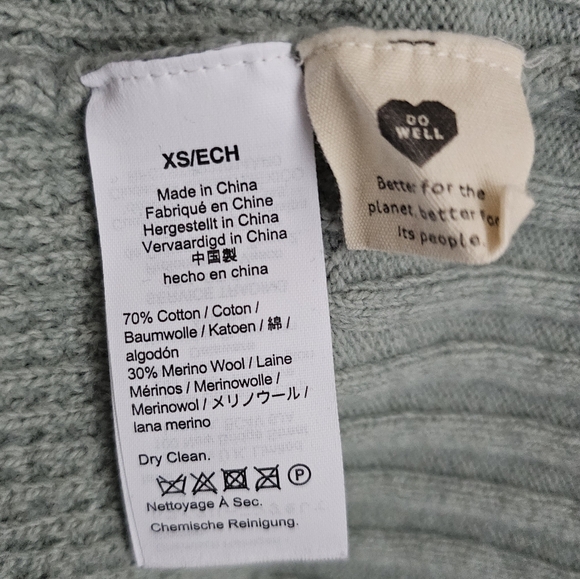 XS/ECH
Made in China
Fabriqué en Chine
Hergestellt in China
Vervaardigd in China
中国製
hecho en china
70% Cotton / Coton /
Baumwolle / Katoen / 綿 /
algodón
30% Merino Wool / Laine
Mérinos / Merinowolle /
Merinowol / メリノウール /
lana merino
Dry Clean.
P
Nettoyage À Sec.
Chemische Reinigung.
DO
WELL
Better for the
planet, better for
its people.